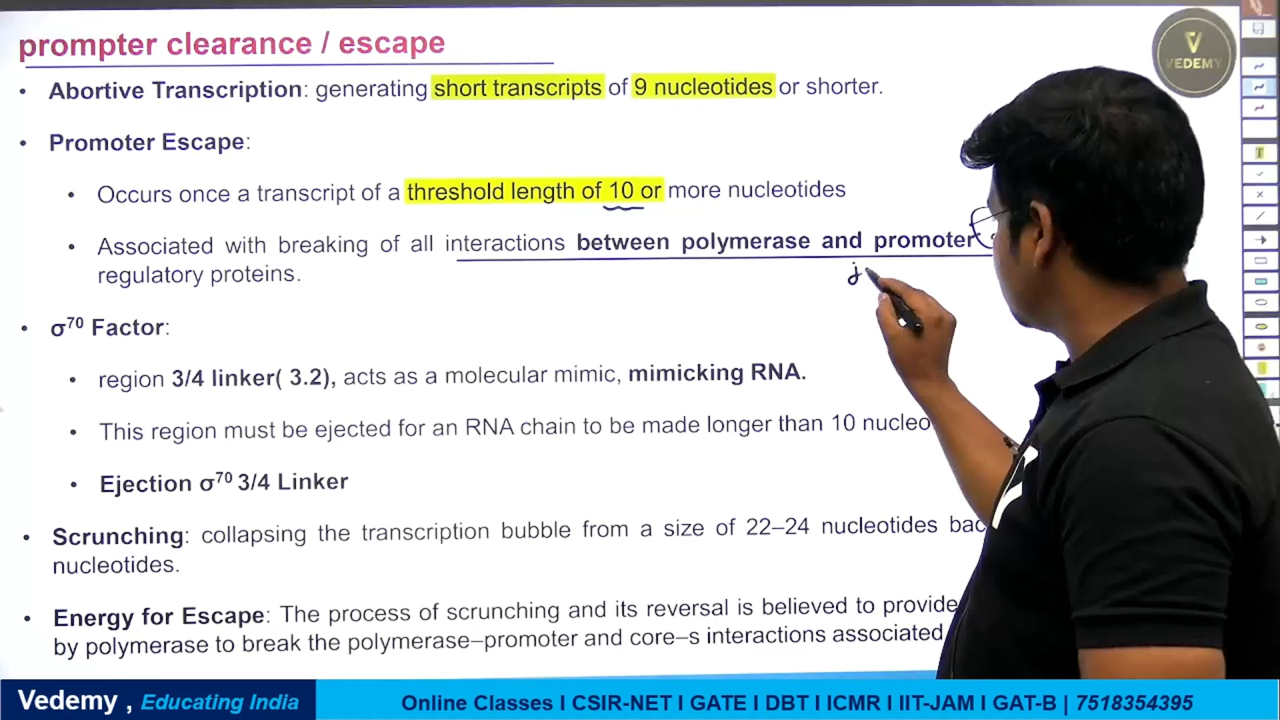 prompter clearance / escape
VEDEMY
• Abortive Transcription: generating short transcripts of 9 nucleotides or shorter.
• Promoter Escape:
• Occurs once a transcript of a threshold length of 10 or more nucleotides
• Associated with breaking of all interactions between polymerase and promoter
regulatory proteins.
• σ⁷⁰ Factor:
• region 3/4 linker( 3.2), acts as a molecular mimic, mimicking RNA.
• This region must be ejected for an RNA chain to be made longer than 10
• Ejection σ⁷⁰ 3/4 Linker
• Scrunching: collapsing the transcription bubble from a size of 22–24 nucleotides
nucleotides.
• Energy for Escape: The process of scrunching and its reversal is believed to provide
by polymerase to break the polymerase–promoter and core–s interactions associated
Vedemy , Educating India
Online Classes I CSIR-NET I GATE I DBT I ICMR I IIT-JAM I GAT-B | 7518354395